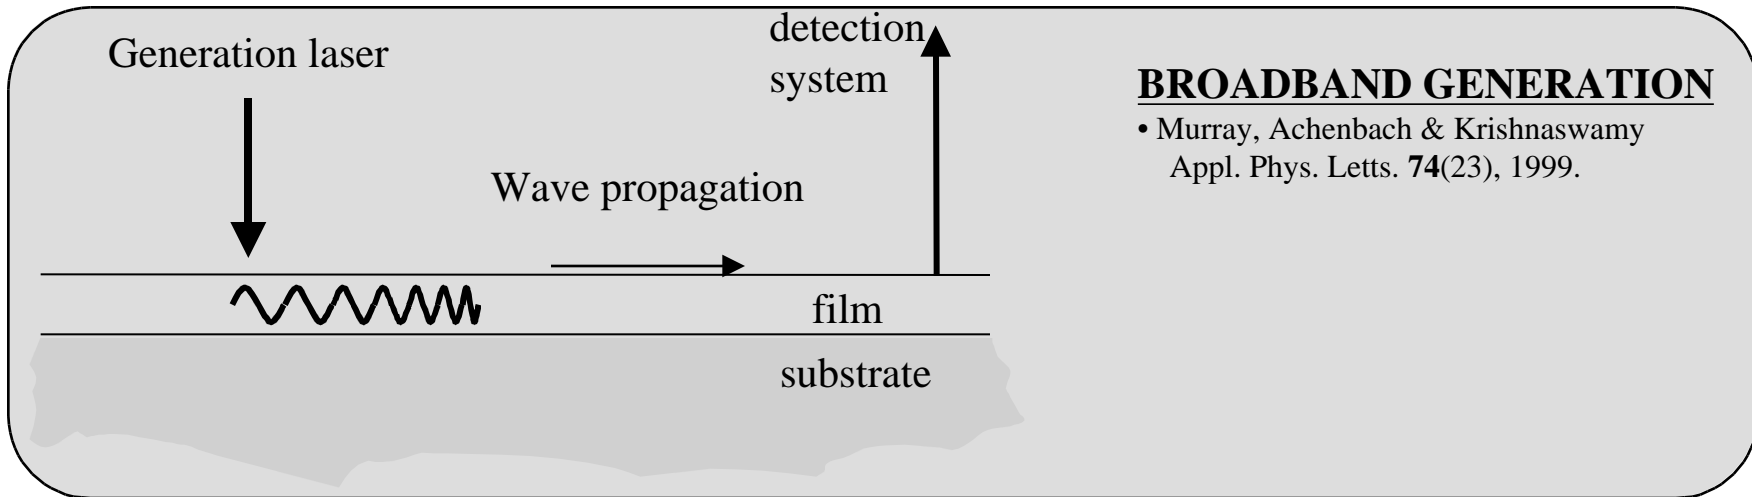 Generation laser
detection
system
BROADBAND GENERATION
• Murray, Achenbach & Krishnaswamy
Appl. Phys. Letts. 74(23), 1999.
Wave propagation
film
substrate